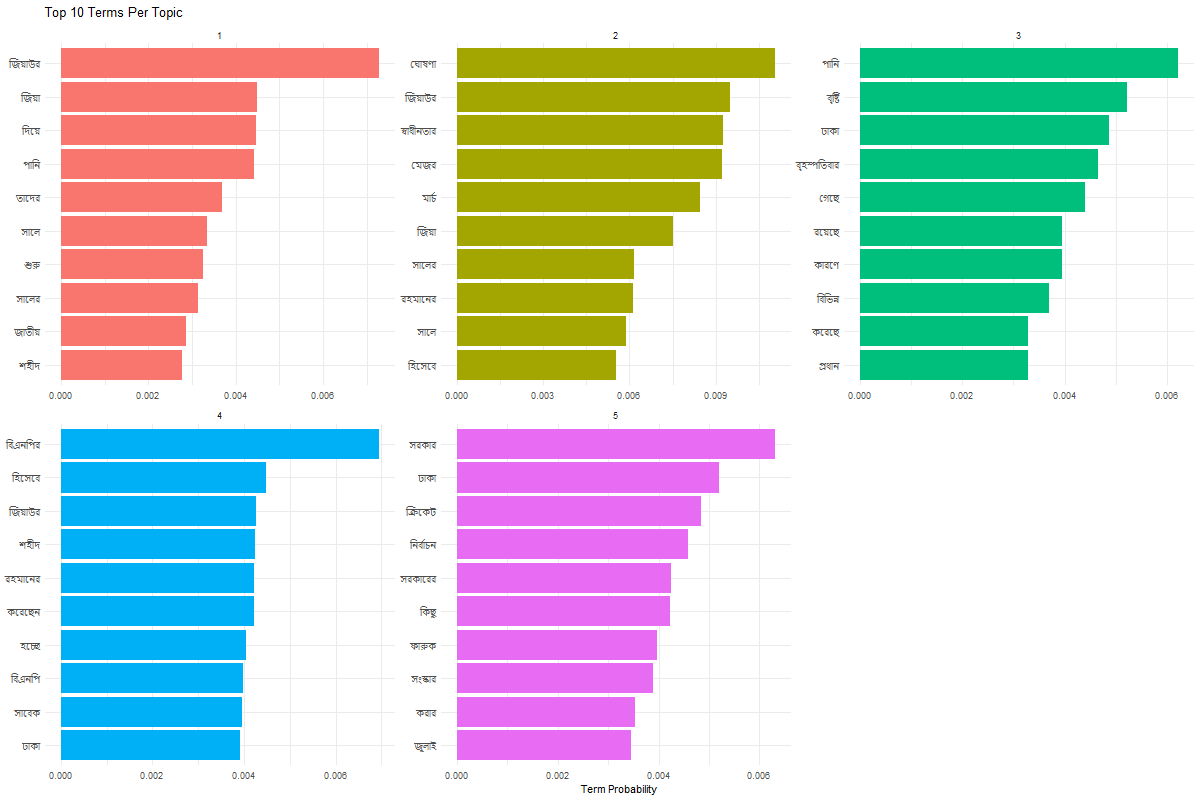 Top 10 Terms Per Topic
1
জিয়াউর
জিয়া
দিয়ে
পানি
তাদের
সালে
শুরু
সালের
জাতীয়
শহীদ
0.000 0.002 0.004 0.006
2
ঘোষণা
জিয়াউর
স্বাধীনতার
মেজর
মার্চ
জিয়া
সালের
রহমানের
সালে
হিসেবে
0.000 0.003 0.006 0.009
3
পানি
বৃষ্টি
ঢাকা
বৃহস্পতিবার
গেছে
রয়েছে
কারণে
বিভিন্ন
করেছে
প্রধান
0.000 0.002 0.004 0.006
4
বিএনপির
হিসেবে
জিয়াউর
শহীদ
রহমানের
করেছেন
হচ্ছে
বিএনপি
সাবেক
ঢাকা
0.000 0.002 0.004 0.006
5
সরকার
ঢাকা
ক্রিকেট
নির্বাচন
সরকারের
কিছু
ফারুক
সংস্কার
করার
জুলাই
0.000 0.002 0.004 0.006
Term Probability